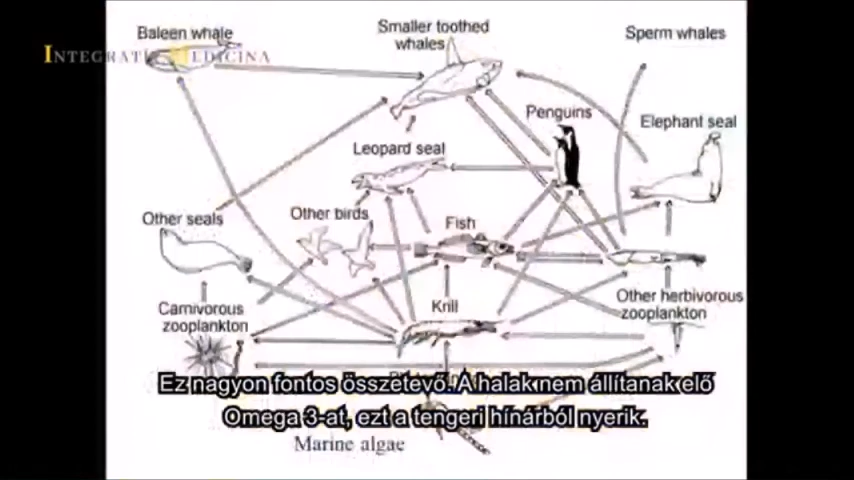 Baleen whale
Smaller toothed
whales
Sperm whales
INTEGRATÍV MEDICINA
Penguins
Elephant seal
Leopard seal
Other seals
Other birds
Fish
Carnivorous
zooplankton
Krill
Other herbivorous
zooplankton
Ez nagyon fontos összetevő. A halak nem állítanak elő
Omega 3-at, ezt a tengeri hínárból nyerik.
Marine algae